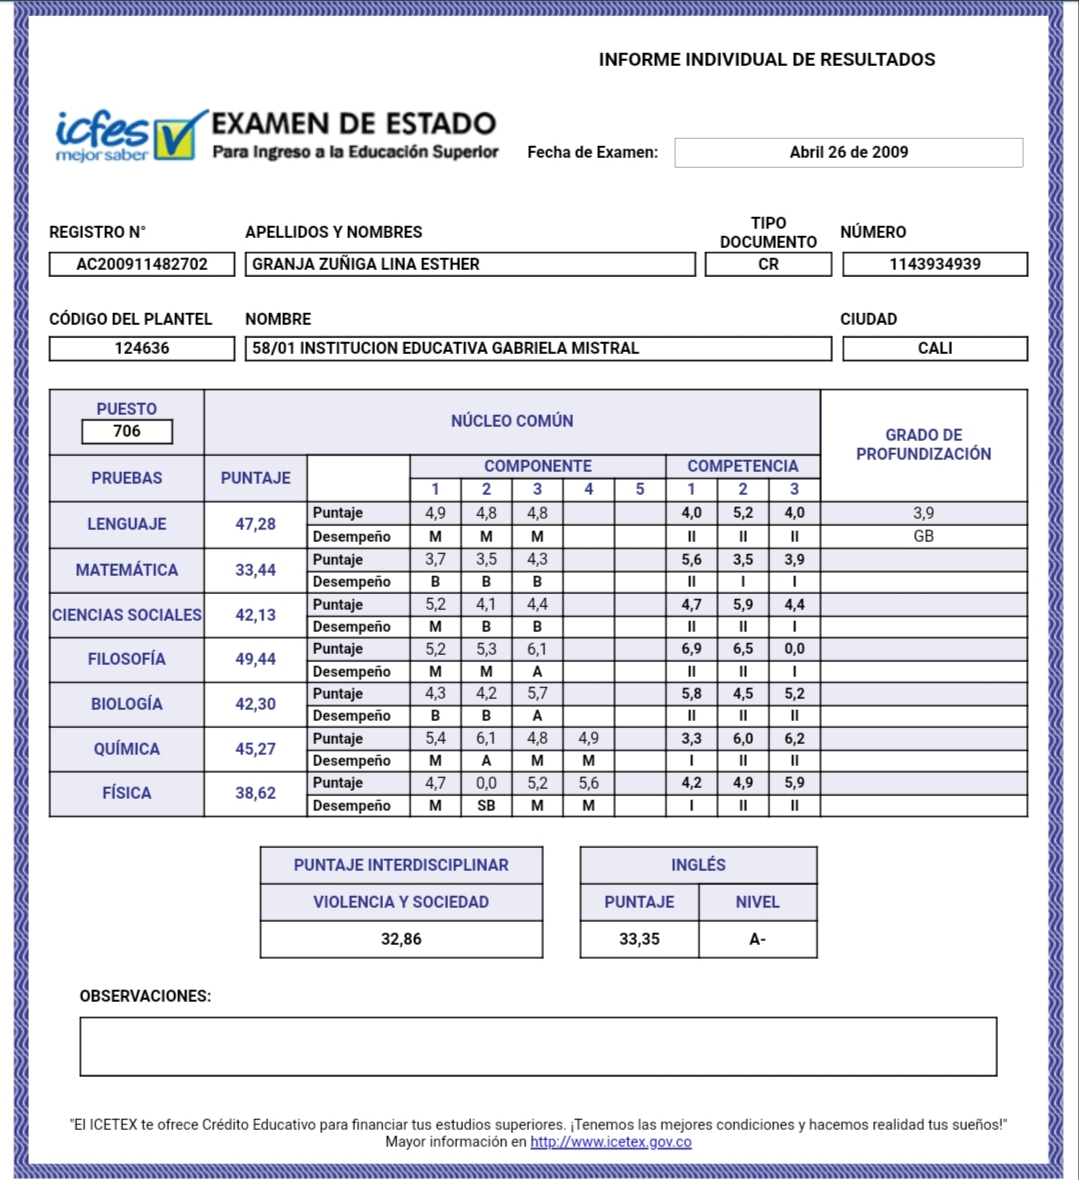 INFORME INDIVIDUAL DE RESULTADOS
icfes mejor saber
EXAMEN DE ESTADO
Para Ingreso a la Educación Superior
Fecha de Examen: Abril 26 de 2009
REGISTRO N° APELLIDOS Y NOMBRES TIPO DOCUMENTO NÚMERO
AC200911482702 GRANJA ZUÑIGA LINA ESTHER CR 1143934939
CÓDIGO DEL PLANTEL NOMBRE CIUDAD
124636 58/01 INSTITUCION EDUCATIVA GABRIELA MISTRAL CALI
PUESTO
706
NÚCLEO COMÚN
GRADO DE PROFUNDIZACIÓN
PRUEBAS PUNTAJE COMPONENTE COMPETENCIA
1 2 3 4 5 1 2 3
LENGUAJE 47,28
Puntaje 4,9 4,8 4,8 4,0 5,2 4,0 3,9
Desempeño M M M II II II GB
MATEMÁTICA 33,44
Puntaje 3,7 3,5 4,3 5,6 3,5 3,9
Desempeño B B B II I I
CIENCIAS SOCIALES 42,13
Puntaje 5,2 4,1 4,4 4,7 5,9 4,4
Desempeño M B B II II I
FILOSOFÍA 49,44
Puntaje 5,2 5,3 6,1 6,9 6,5 0,0
Desempeño M M A II II I
BIOLOGÍA 42,30
Puntaje 4,3 4,2 5,7 5,8 4,5 5,2
Desempeño B B A II II II
QUÍMICA 45,27
Puntaje 5,4 6,1 4,8 4,9 3,3 6,0 6,2
Desempeño M A M M I II II
FÍSICA 38,62
Puntaje 4,7 0,0 5,2 5,6 4,2 4,9 5,9
Desempeño M SB M M I II II
PUNTAJE INTERDISCIPLINAR
VIOLENCIA Y SOCIEDAD
32,86
INGLÉS
PUNTAJE NIVEL
33,35 A-
OBSERVACIONES:
"El ICETEX te ofrece Crédito Educativo para financiar tus estudios superiores. ¡Tenemos las mejores condiciones y hacemos realidad tus sueños!"
Mayor información en http://www.icetex.gov.co